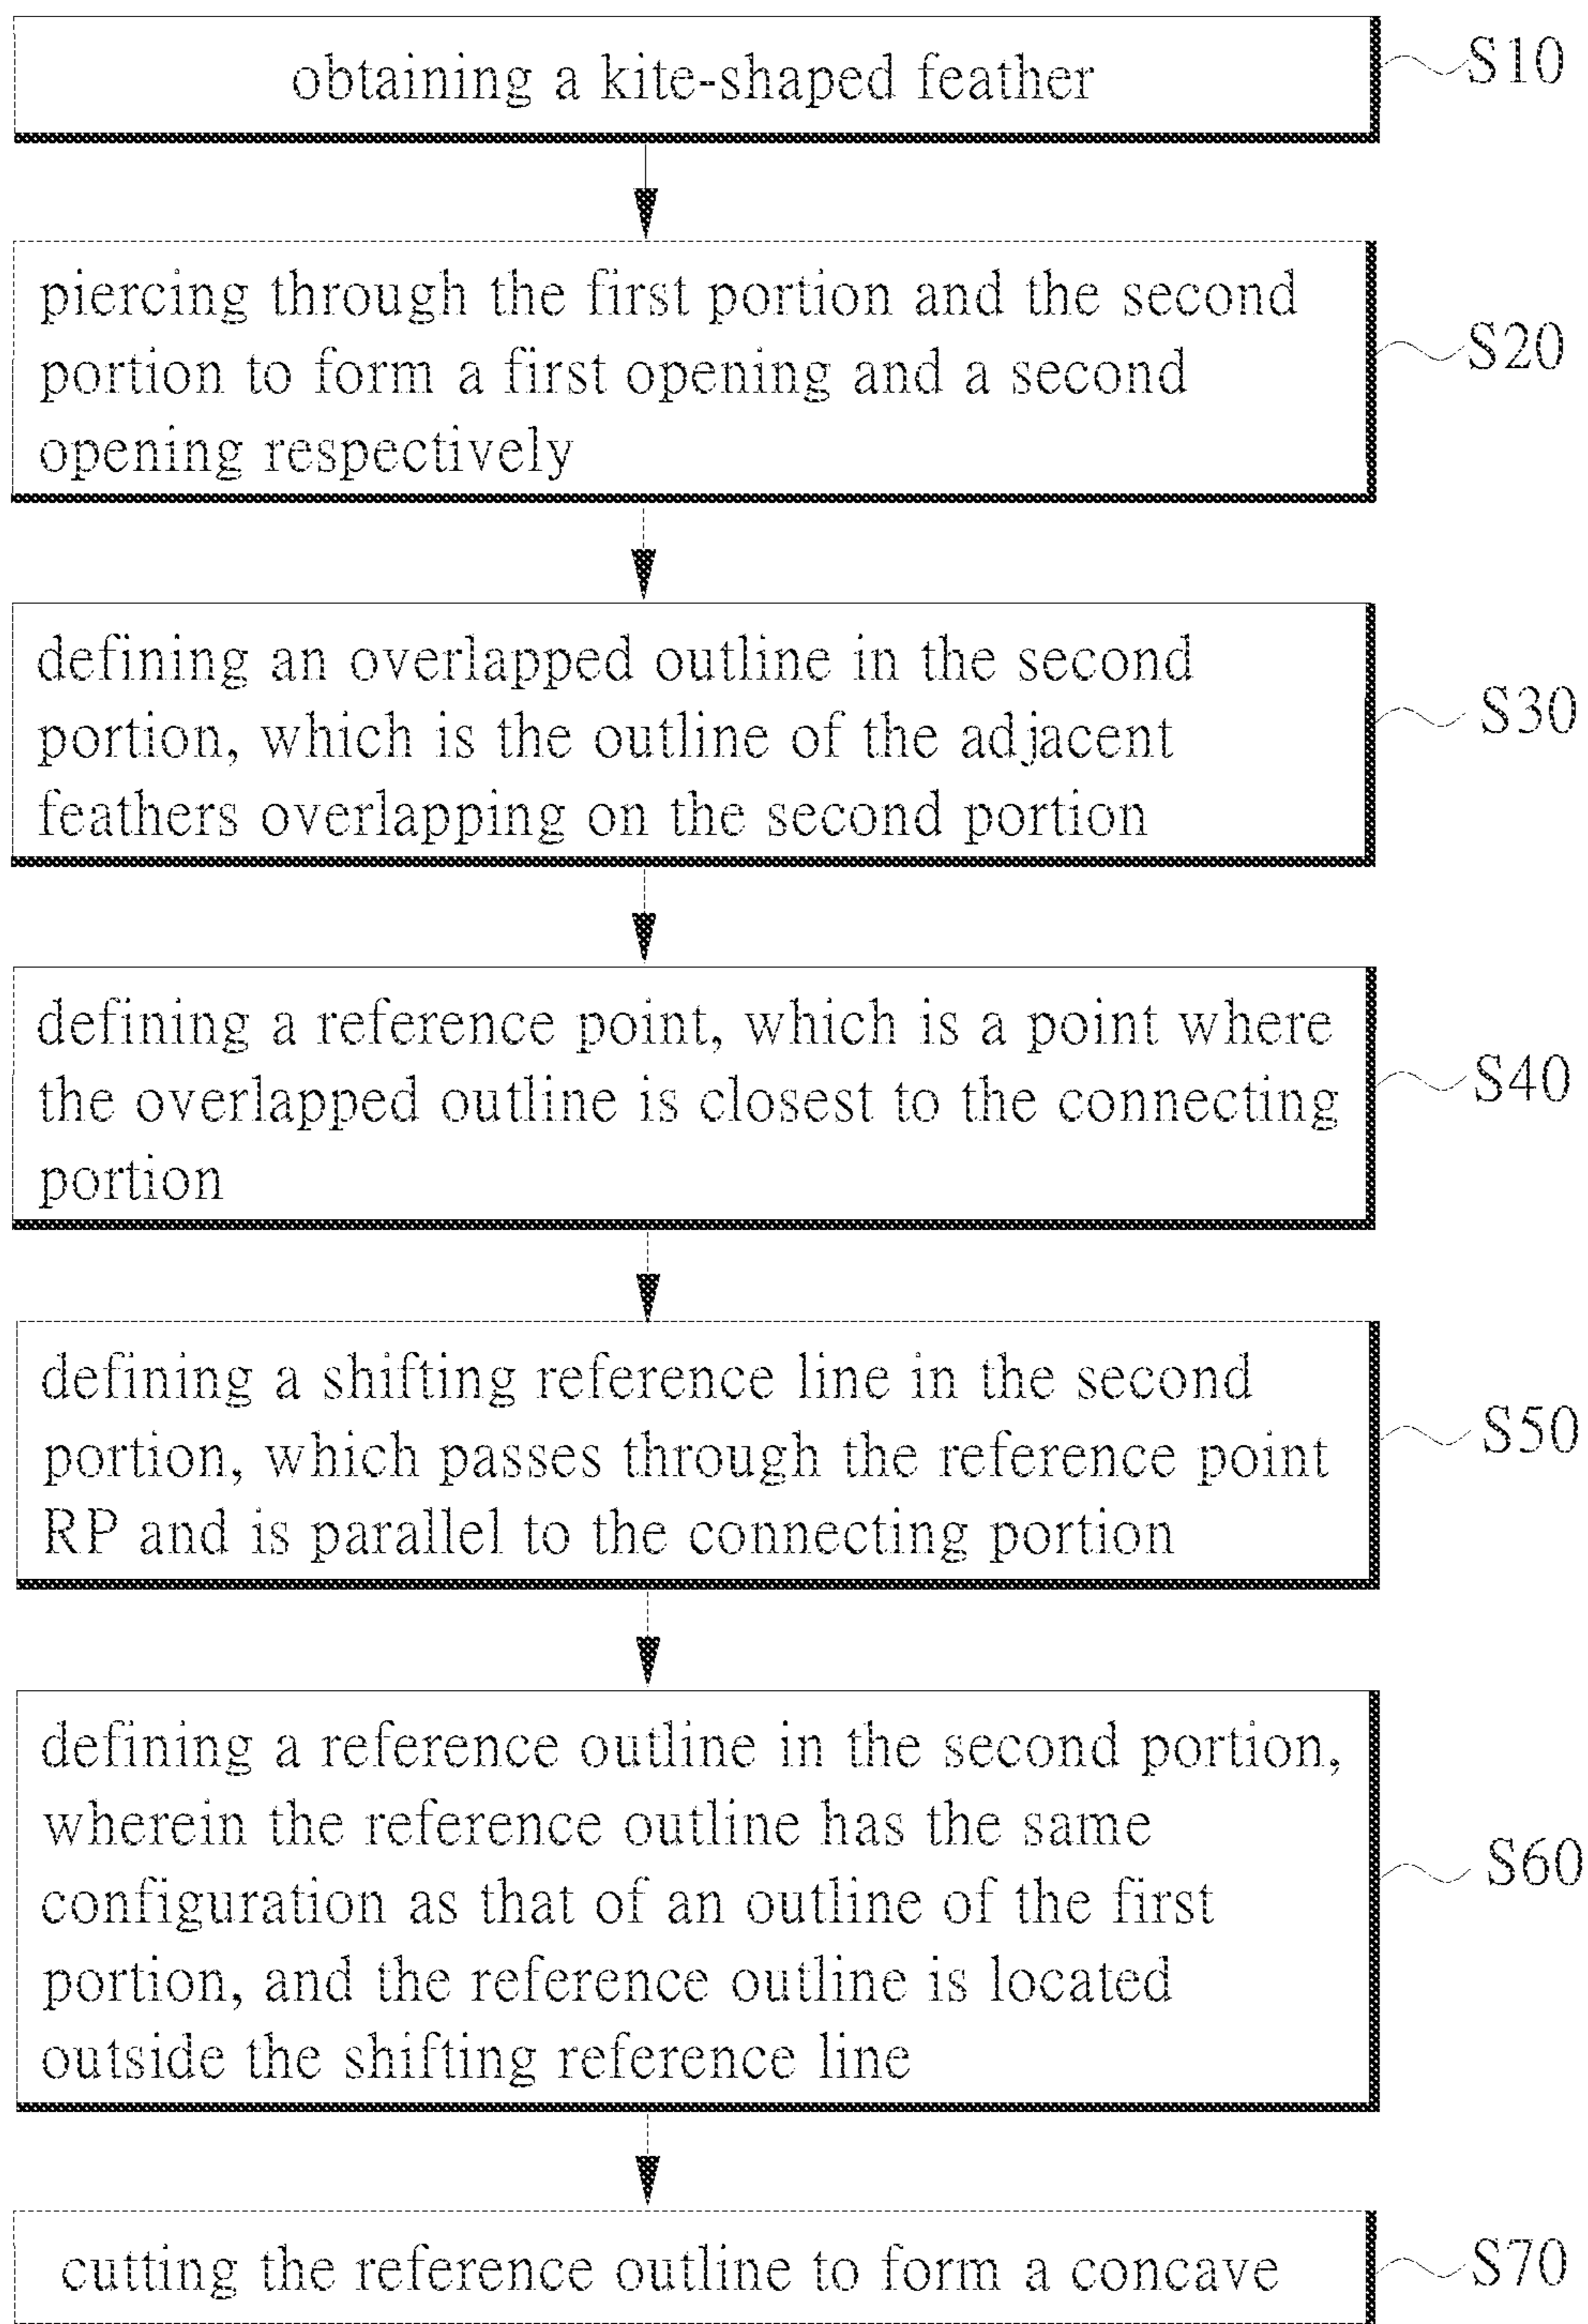 obtaining a kite-shaped feather
S10
piercing through the first portion and the second
portion to form a first opening and a second
opening respectively
S20
defining an overlapped outline in the second
portion, which is the outline of the adjacent
feathers overlapping on the second portion
S30
defining a reference point, which is a point where
the overlapped outline is closest to the connecting
portion
S40
defining a shifting reference line in the second
portion, which passes through the reference point
RP and is parallel to the connecting portion
S50
defining a reference outline in the second portion,
wherein the reference outline has the same
configuration as that of an outline of the first
portion, and the reference outline is located
outside the shifting reference line
S60
cutting the reference outline to form a concave
S70